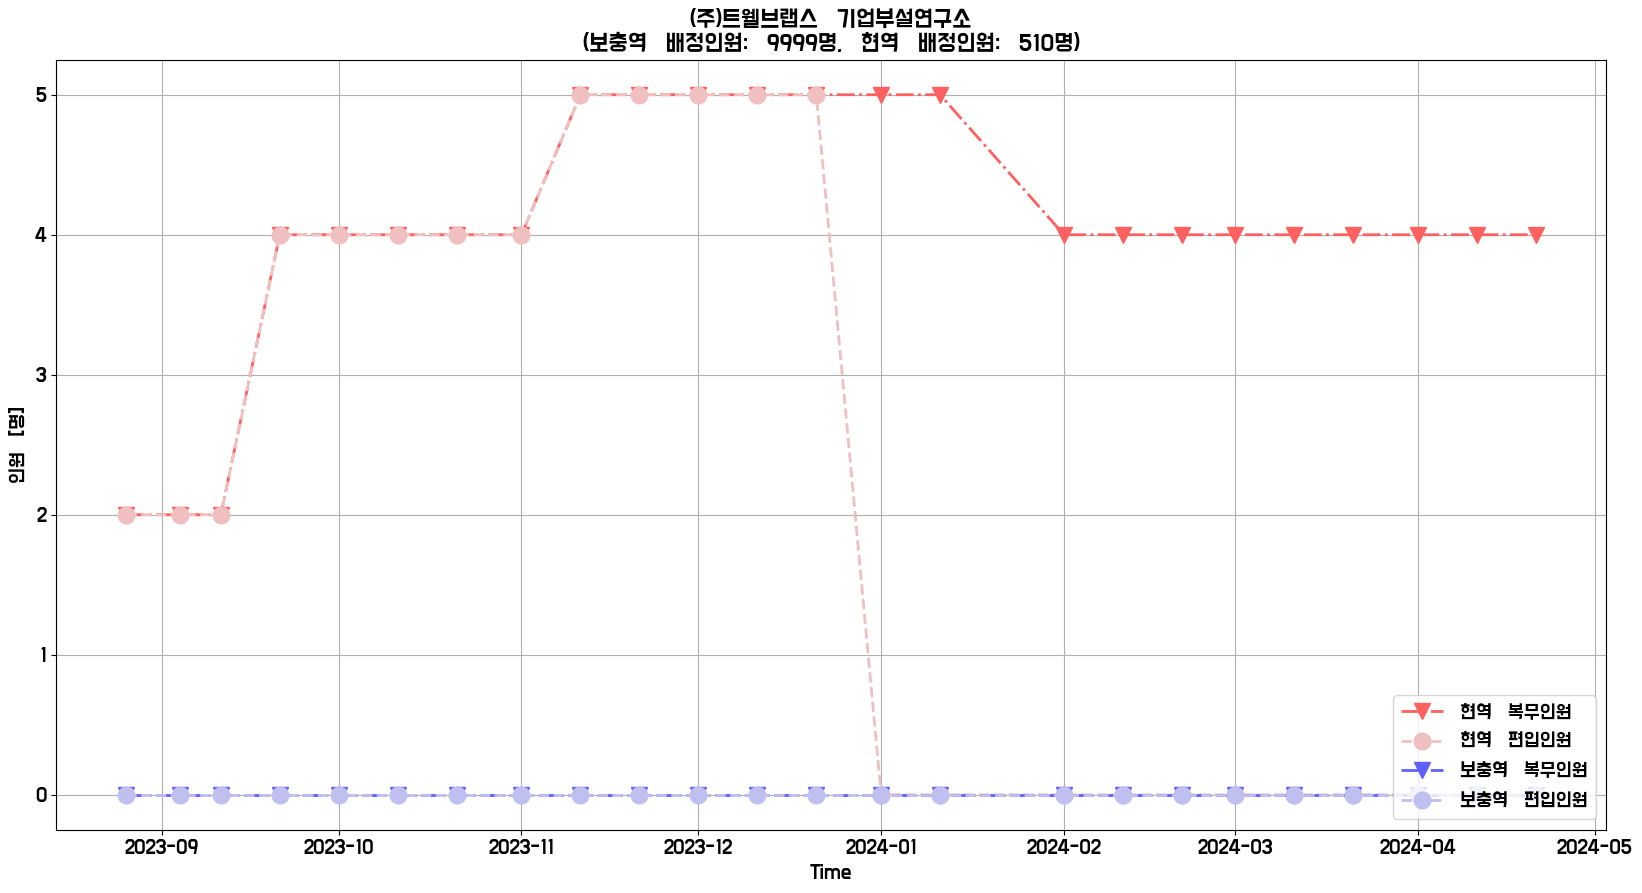 (주)트웰브랩스 기업부설연구소
(보충역 배정인원: 9999명, 현역 배정인원: 510명)
5
4
3
2
1
0
인원 [명]
현역 복무인원
현역 편입인원
보충역 복무인원
보충역 편입인원
2023-09 2023-10 2023-11 2023-12 2024-01 2024-02 2024-03 2024-04 2024-05
Time